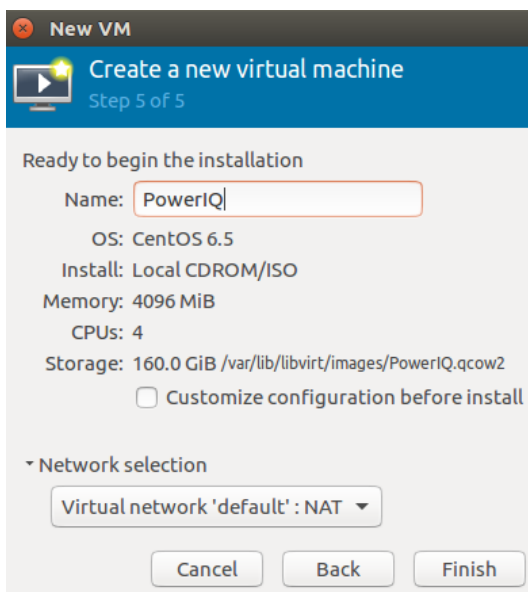 New VM
Create a new virtual machine
Step 5 of 5
Ready to begin the installation
Name: PowerIQ
OS: CentOS 6.5
Install: Local CDROM/ISO
Memory: 4096 MiB
CPUs: 4
Storage: 160.0 GiB /var/lib/libvirt/images/PowerIQ.qcow2
Customize configuration before install
Network selection
Virtual network 'default' : NAT
Cancel Back Finish